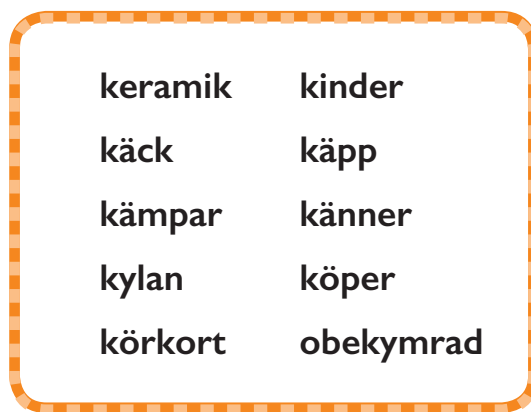 keramik kinder
käck käpp
kämpar känner
kylan köper
körkort obekymrad